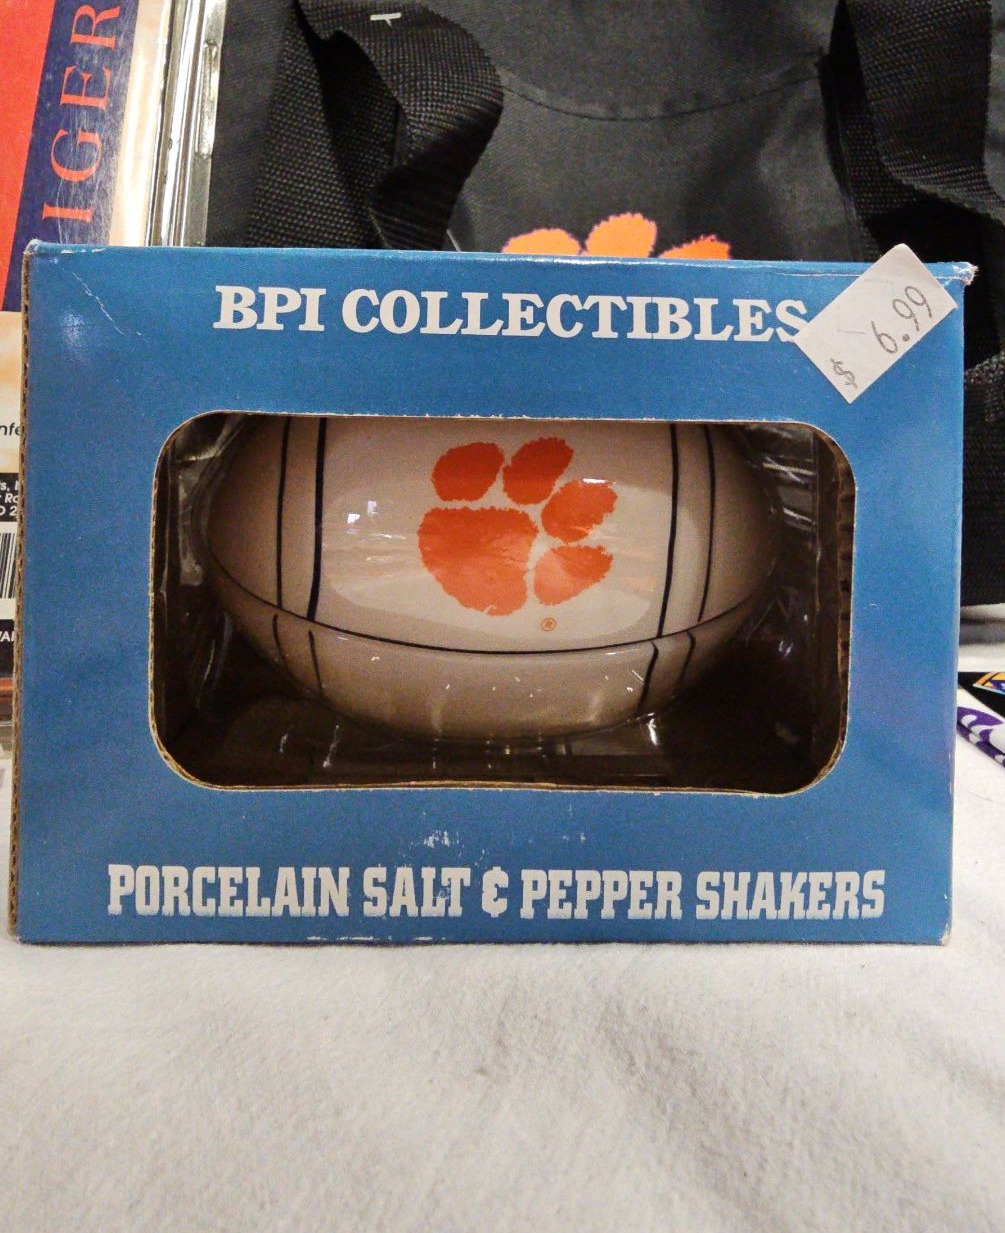 IGER
BPI COLLECTIBLES
$ 6.99
®
PORCELAIN SALT & PEPPER SHAKERS